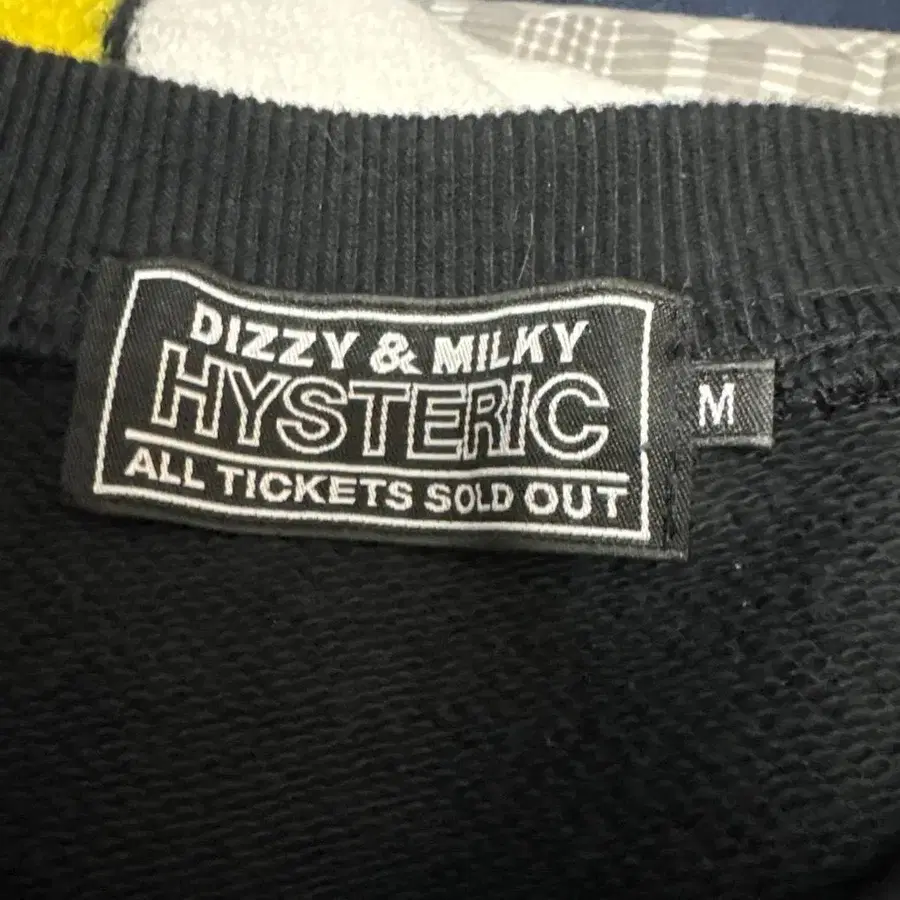 DIZZY & MILKY
HYSTERIC
ALL TICKETS SOLD OUT
M